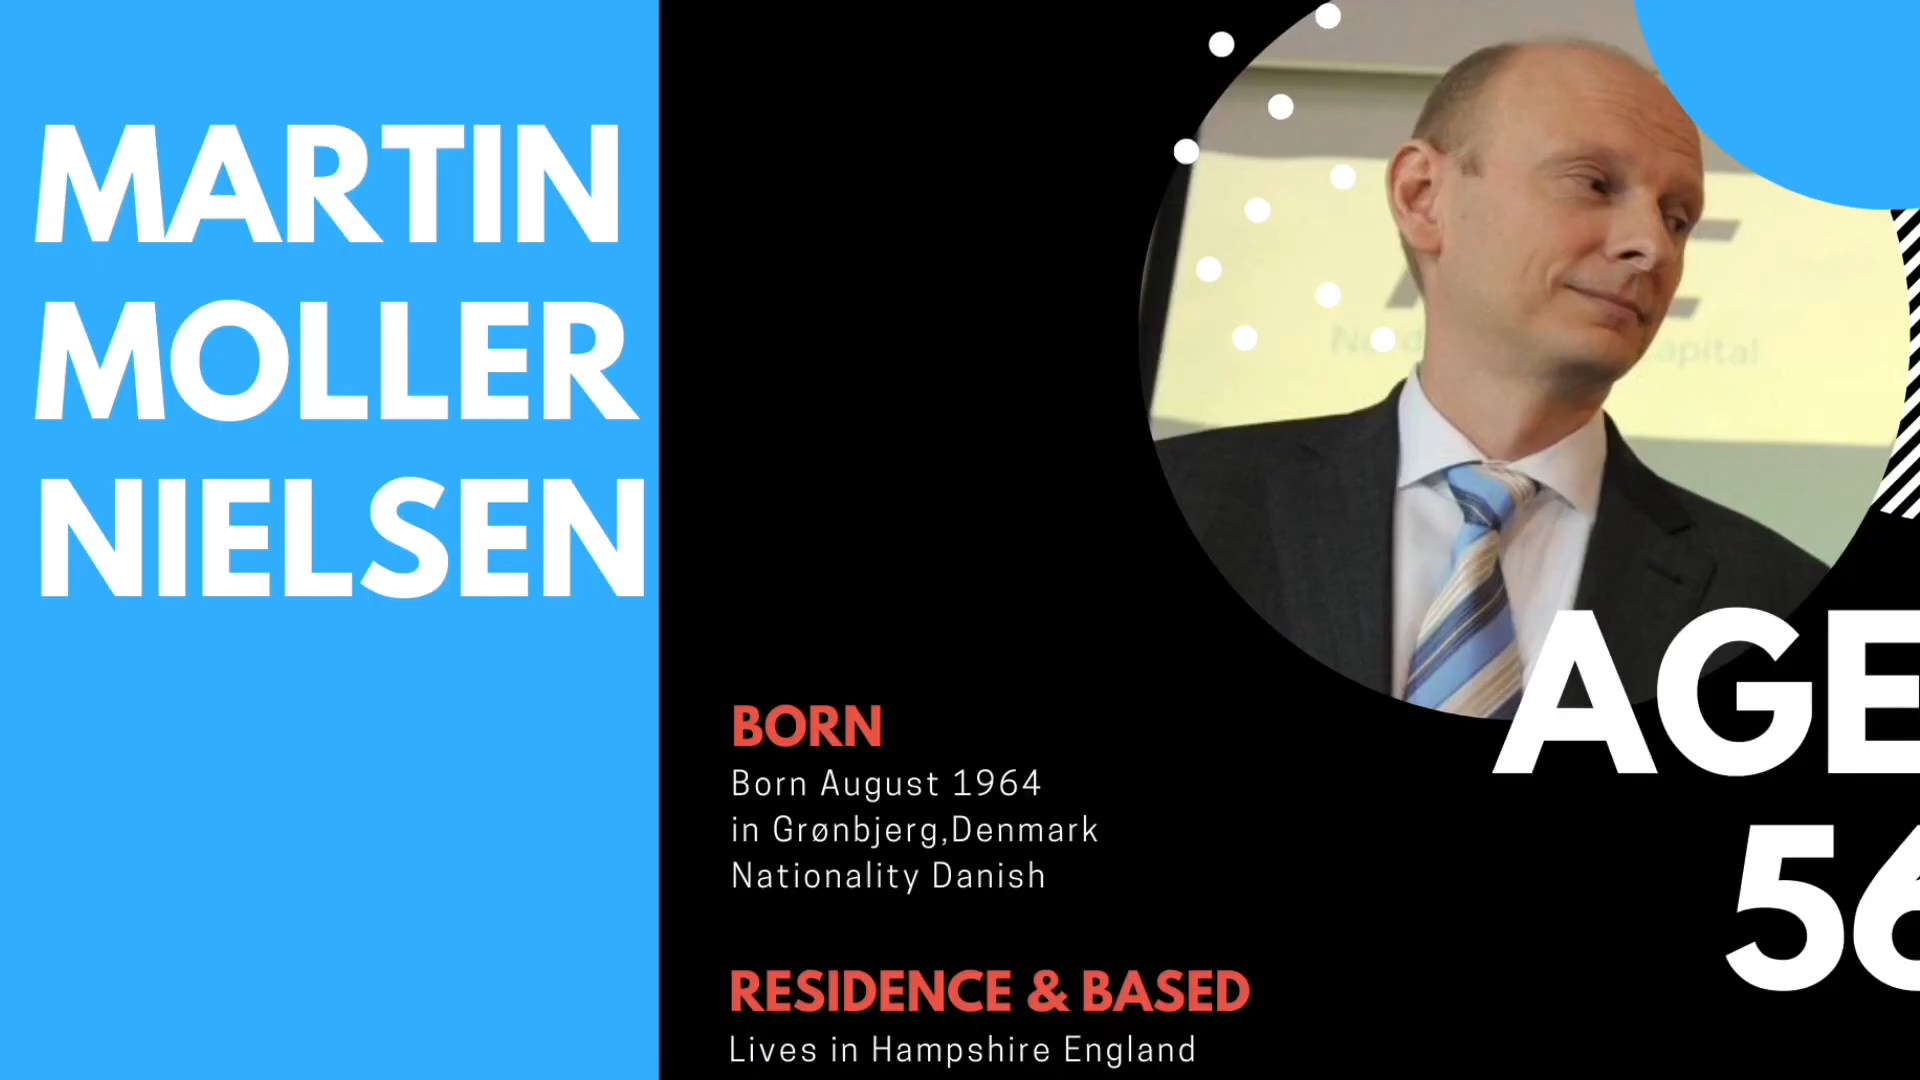 MARTIN
MOLLER
NIELSEN
AGE
56
BORN
Born August 1964
in Grønbjerg,Denmark
Nationality Danish
RESIDENCE & BASED
Lives in Hampshire England